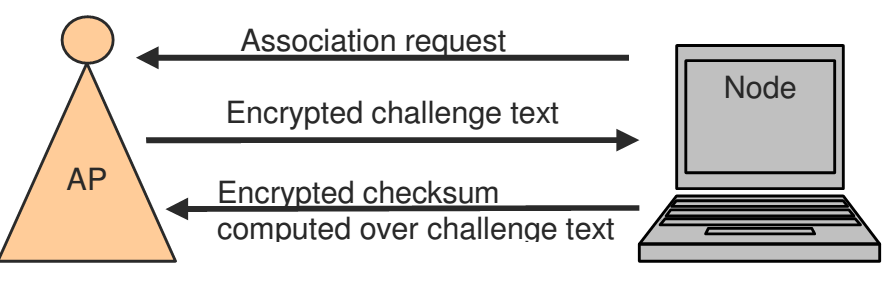 Association request
Node
Encrypted challenge text
AP
Encrypted checksum
computed over challenge text